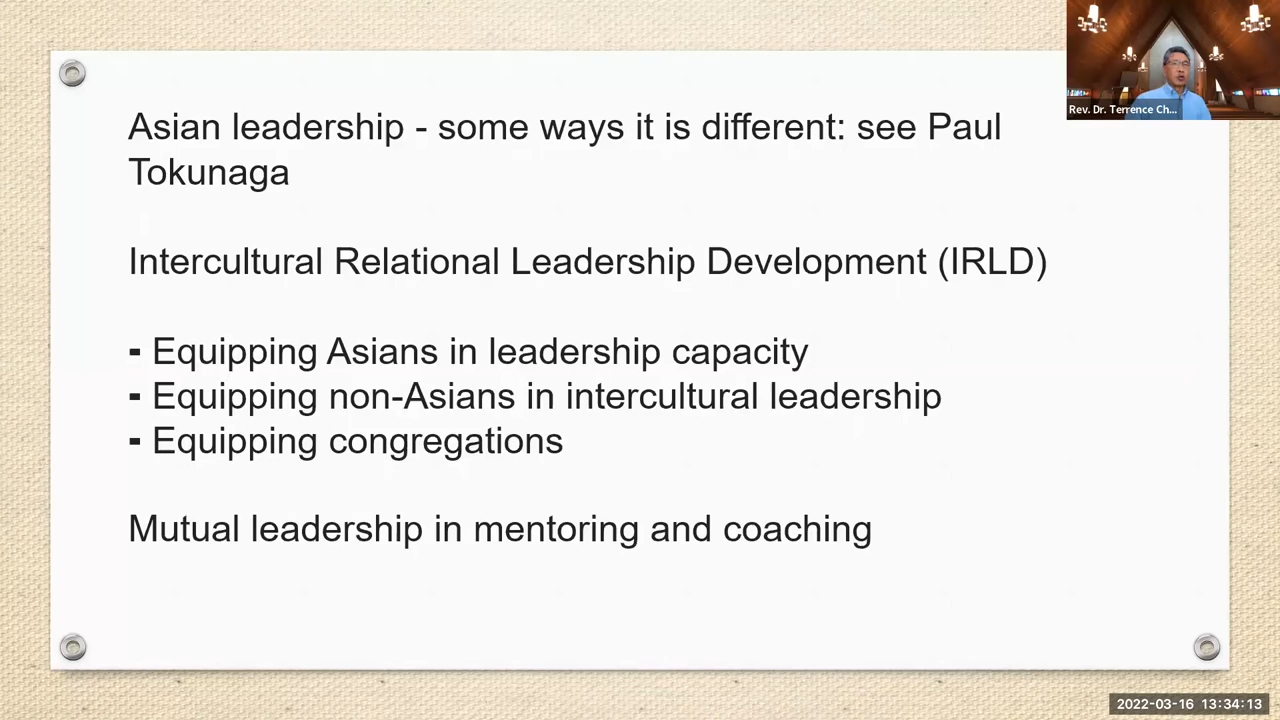 Asian leadership - some ways it is different: see Paul
Tokunaga
Intercultural Relational Leadership Development (IRLD)
- Equipping Asians in leadership capacity
- Equipping non-Asians in intercultural leadership
- Equipping congregations
Mutual leadership in mentoring and coaching
Rev. Dr. Terrence Ch...
2022-03-16 13:34:13